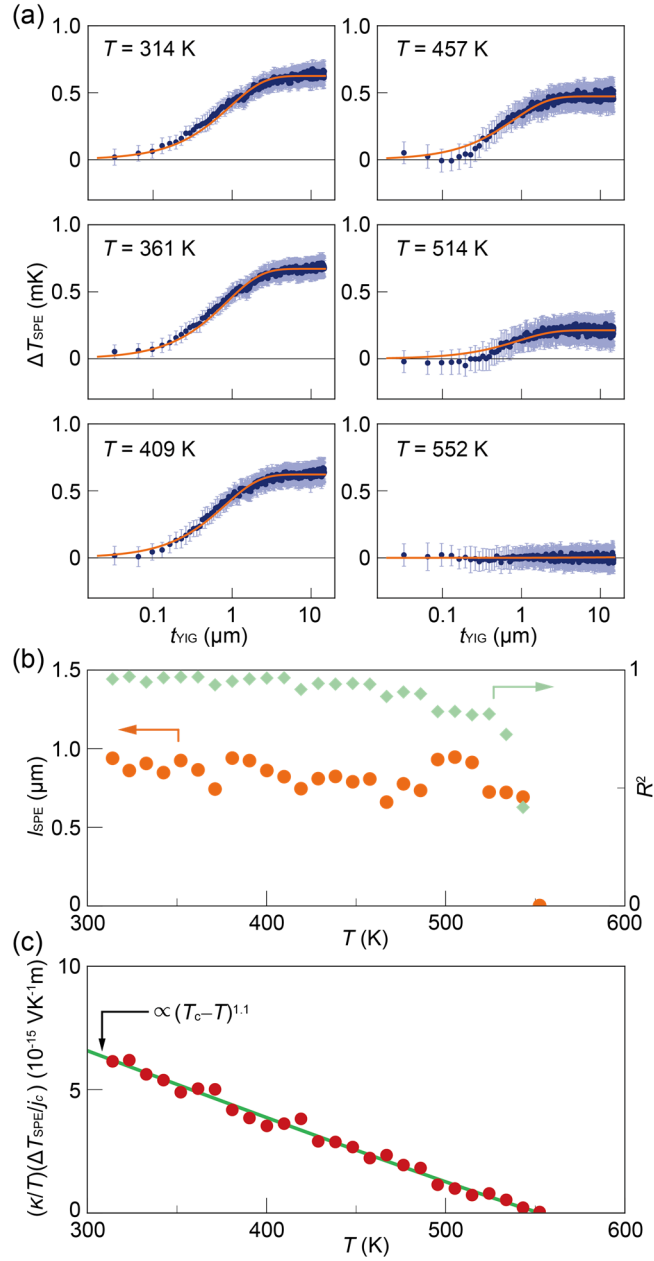 (a)
T = 314 K
T = 457 K
1.0
0.5
0
1.0
0.5
0
T = 361 K
T = 514 K
ΔTSPE (mK)
1.0
0.5
0
1.0
0.5
0
T = 409 K
T = 552 K
1.0
0.5
0
1.0
0.5
0
0.1 1 10
0.1 1 10
tYIG (μm)
tYIG (μm)
(b)
lSPE (μm)
1.5
1.0
0.5
0
R2
1
0
300 400 500 600
T (K)
(c)
(κ/T)(ΔTSPE/jc) (10-15 VK-1m)
10
5
0
∝ (Tc–T)1.1
300 400 500 600
T (K)